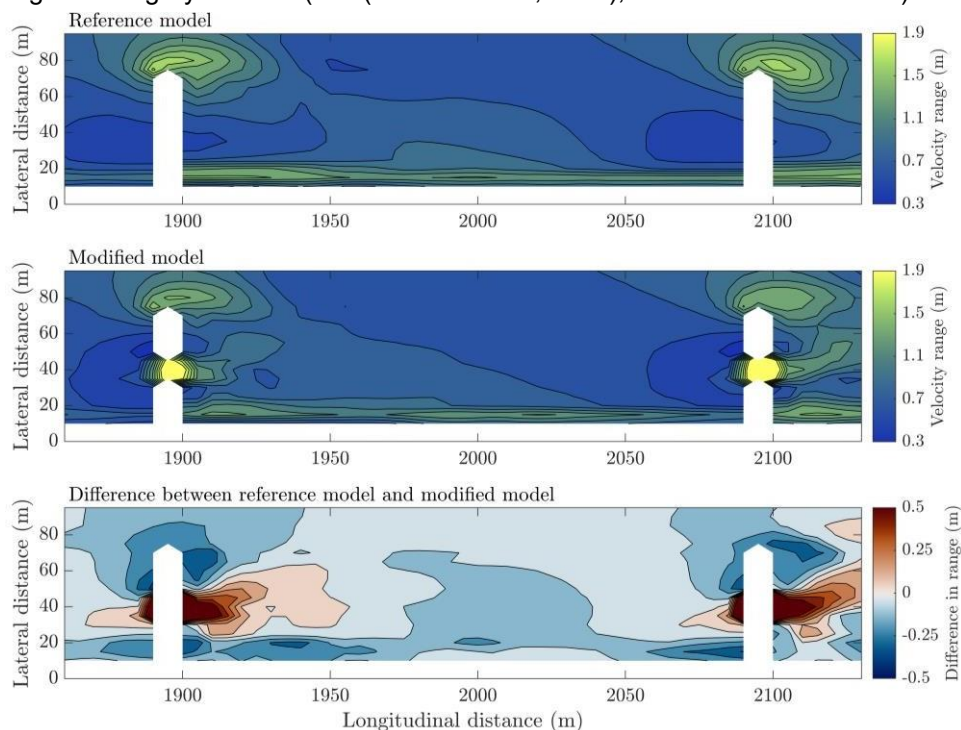 Reference model
Lateral distance (m)
80
60
40
20
0
1900 1950 2000 2050 2100
1.9
1.5
1.1
0.7
0.3
Velocity range (m)
Modified model
Lateral distance (m)
80
60
40
20
0
1900 1950 2000 2050 2100
1.9
1.5
1.1
0.7
0.3
Velocity range (m)
Difference between reference model and modified model
Lateral distance (m)
80
60
40
20
0
1900 1950 2000 2050 2100
Longitudinal distance (m)
0.5
0.25
0
-0.25
-0.5
Difference in range (m)